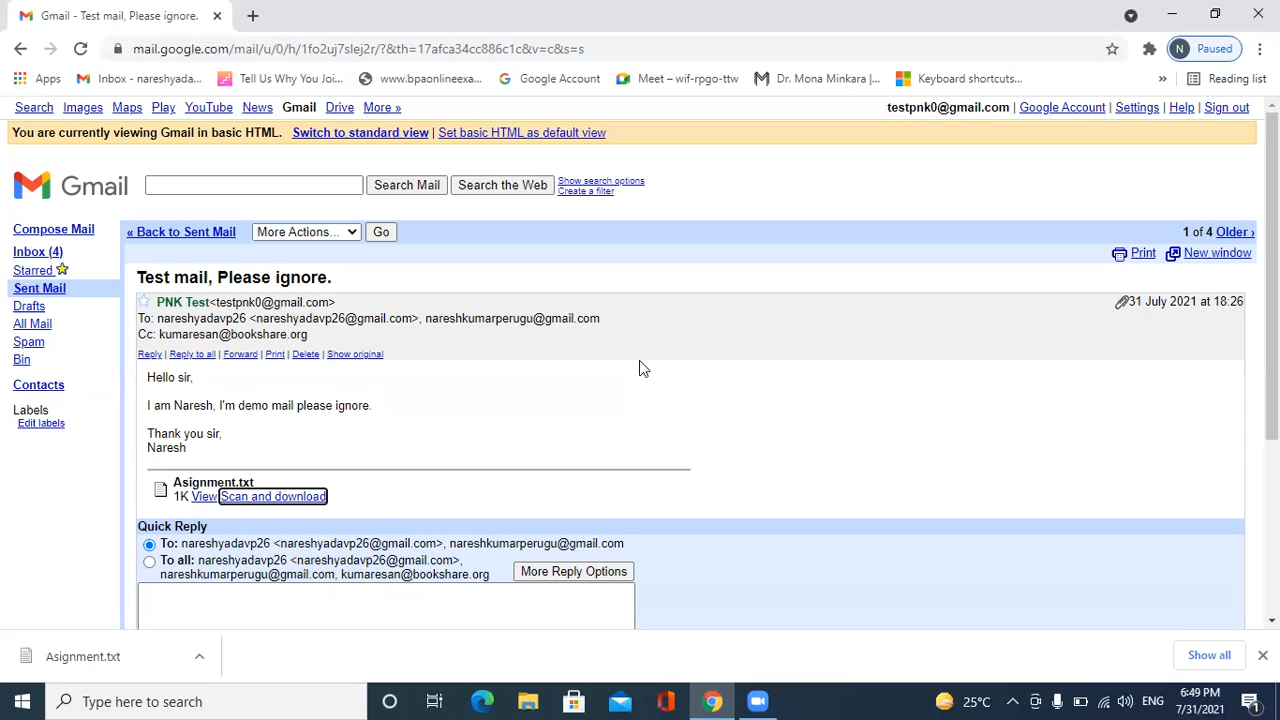 Gmail - Test mail, Please ignore.
mail.google.com/mail/u/0/h/1fo2uj7slej2r/?&th=17afca34cc886c1c&v=c&s=s
N Paused
Apps Inbox - nareshyada... Tell Us Why You Joi... www.bpaonlineexa... Google Account Meet – wif-rpgo-ttw Dr. Mona Minkara |... Keyboard shortcuts... » Reading list
Search Images Maps Play YouTube News Gmail Drive More » testpnk0@gmail.com | Google Account | Settings | Help | Sign out
You are currently viewing Gmail in basic HTML. Switch to standard view | Set basic HTML as default view
Gmail Search Mail Search the Web Show search options
Create a filter
Compose Mail
Inbox (4)
Starred
Sent Mail
Drafts
All Mail
Spam
Bin
Contacts
Labels
Edit labels
« Back to Sent Mail More Actions... Go 1 of 4 Older ›
Print New window
Test mail, Please ignore.
PNK Test<testpnk0@gmail.com> 31 July 2021 at 18:26
To: nareshyadavp26 <nareshyadavp26@gmail.com>, nareshkumarperugu@gmail.com
Cc: kumaresan@bookshare.org
Reply | Reply to all | Forward | Print | Delete | Show original
Hello sir,
I am Naresh, I'm demo mail please ignore.
Thank you sir,
Naresh
Asignment.txt
1K View Scan and download
Quick Reply
To: nareshyadavp26 <nareshyadavp26@gmail.com>, nareshkumarperugu@gmail.com
To all: nareshyadavp26 <nareshyadavp26@gmail.com>,
nareshkumarperugu@gmail.com, kumaresan@bookshare.org More Reply Options
Asignment.txt Show all
Type here to search 25°C ENG 6:49 PM
7/31/2021 1